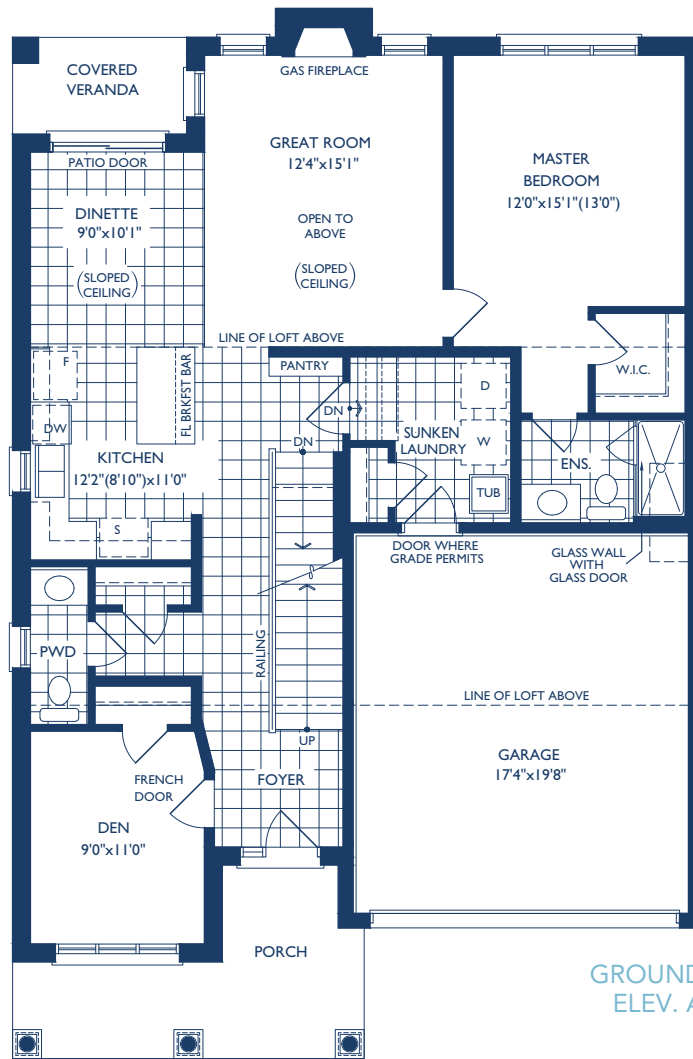 COVERED
VERANDA
GAS FIREPLACE
GREAT ROOM
12'4"x15'1"
MASTER
BEDROOM
12'0"x15'1"(13'0")
PATIO DOOR
DINETTE
9'0"x10'1"
(SLOPED
CEILING)
OPEN TO
ABOVE
(SLOPED
CEILING)
LINE OF LOFT ABOVE
F
FL BRKFST BAR
PANTRY
W.I.C.
D
DN
DW
DN
SUNKEN
LAUNDRY
W
KITCHEN
12'2"(8'10")x11'0"
ENS.
TUB
S
DOOR WHERE
GRADE PERMITS
GLASS WALL
WITH
GLASS DOOR
PWD
RAILING
LINE OF LOFT ABOVE
UP
GARAGE
17'4"x19'8"
FRENCH
DOOR
FOYER
DEN
9'0"x11'0"
PORCH
GROUND
ELEV. A